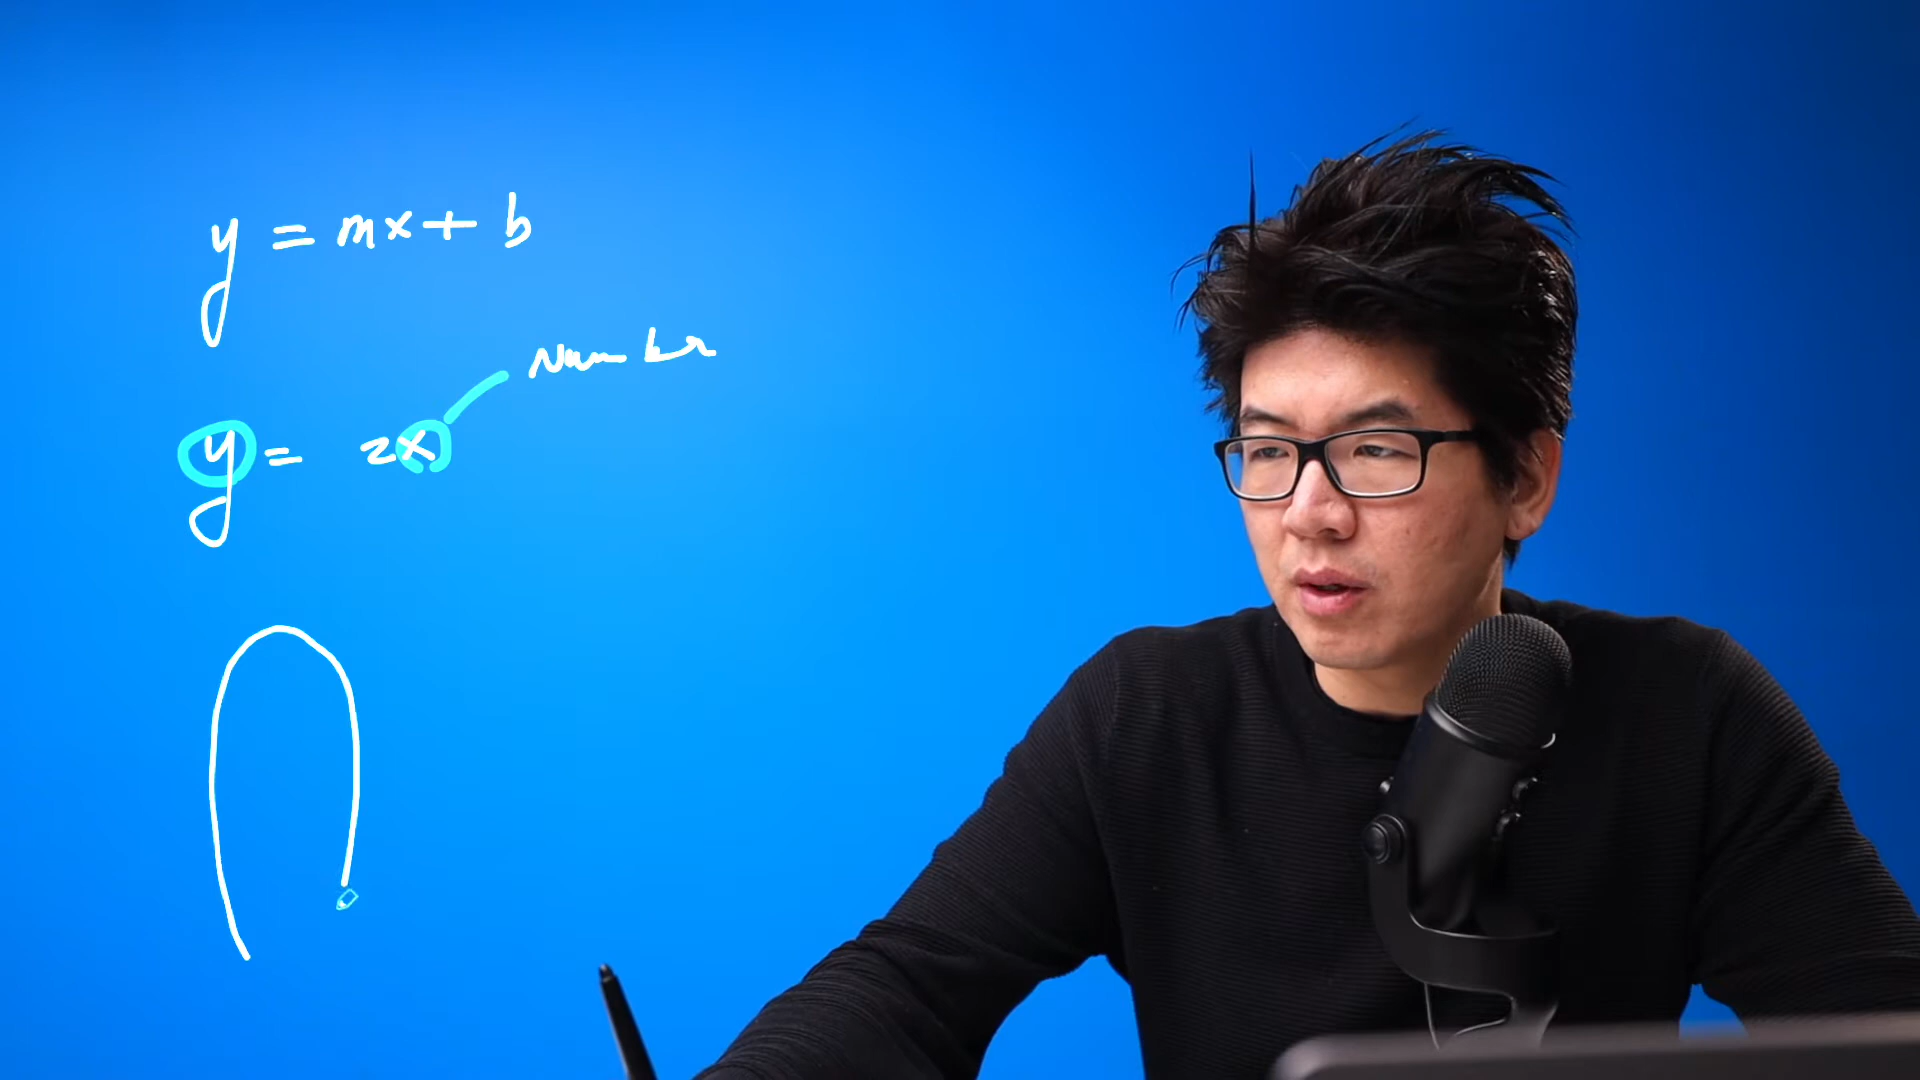 y = mx + b
Number
y = 2x